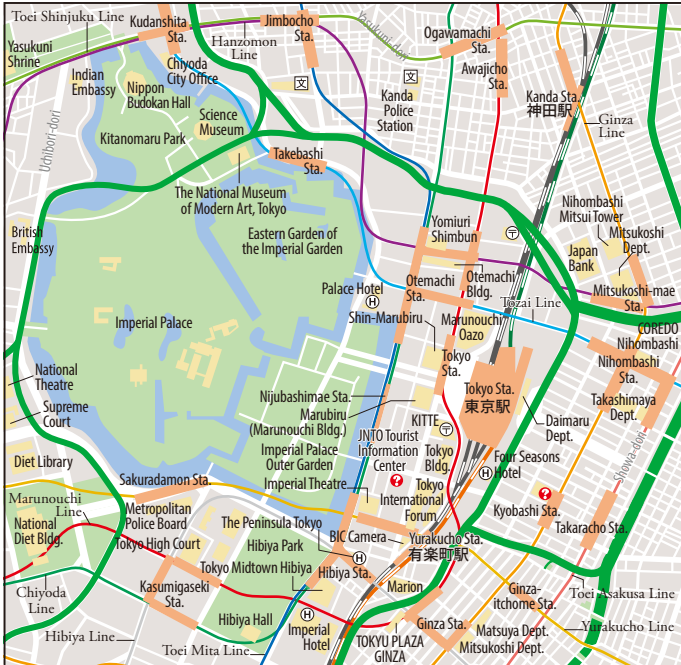 Toei Shinjuku Line
Kudanshita
Sta.
Jimbocho
Sta.
Yasukuni-dori
Ogawamachi
Sta.
Yasukuni
Shrine
Hanzomon
Line
Awajicho
Sta.
Indian
Embassy
Chiyoda
City Office
Nippon
Budokan Hall
文
文
Kanda
Police
Station
Kanda Sta.
神田駅
Ginza
Line
Uchibori-dori
Science
Museum
Kitanomaru Park
Takebashi
Sta.
The National Museum
of Modern Art, Tokyo
British
Embassy
Eastern Garden of
the Imperial Garden
Yomiuri
Shimbun
〒
Nihombashi
Mitsui Tower
Mitsukoshi
Dept.
Japan
Bank
Otemachi
Sta.
Otemachi
Bldg.
Palace Hotel
H
Mitsukoshi-mae
Sta.
Tozai Line
Shin-Marubiru
Marunouchi
Oazo
Imperial Palace
COREDO
Nihombashi
Nihombashi
Sta.
Tokyo
Sta.
National
Theatre
Tokyo Sta.
東京駅
Takashimaya
Dept.
Nijubashimae Sta.
Marubiru
(Marunouchi Bldg.)
Supreme
Court
KITTE
〒
Daimaru
Dept.
JNTO Tourist
Information
Center
?
Tokyo
Bldg.
Showa-dori
Diet Library
Imperial Palace
Outer Garden
Four Seasons
Hotel
H
Sakuradamon Sta.
Imperial Theatre
Tokyo
International
Forum
?
Kyobashi Sta.
Marunouchi
Line
Metropolitan
Police Board
The Peninsula Tokyo
Takaracho Sta.
National
Diet Bldg.
Tokyo High Court
BIC Camera
Yurakucho Sta.
有楽町駅
Hibiya Park
H
Tokyo Midtown Hibiya
Hibiya Sta.
Kasumigaseki
Sta.
Marion
Ginza-
itchome Sta.
Toei Asakusa Line
Chiyoda
Line
Hibiya Hall
H
Imperial
Hotel
Ginza Sta.
Yurakucho Line
Hibiya Line
Toei Mita Line
TOKYU PLAZA
GINZA
Matsuya Dept.
Mitsukoshi Dept.